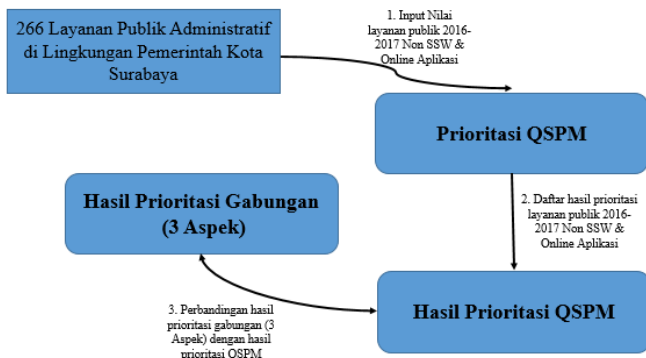 266 Layanan Publik Administratif
di Lingkungan Pemerintah Kota
Surabaya
1. Input Nilai
layanan publik 2016-
2017 Non SSW &
Online Aplikasi
Prioritasi QSPM
2. Daftar hasil prioritasi
layanan publik 2016-
2017 Non SSW &
Online Aplikasi
Hasil Prioritasi Gabungan
(3 Aspek)
Hasil Prioritasi QSPM
3. Perbandingan hasil
prioritasi gabungan (3
Aspek) dengan hasil
prioritasi QSPM